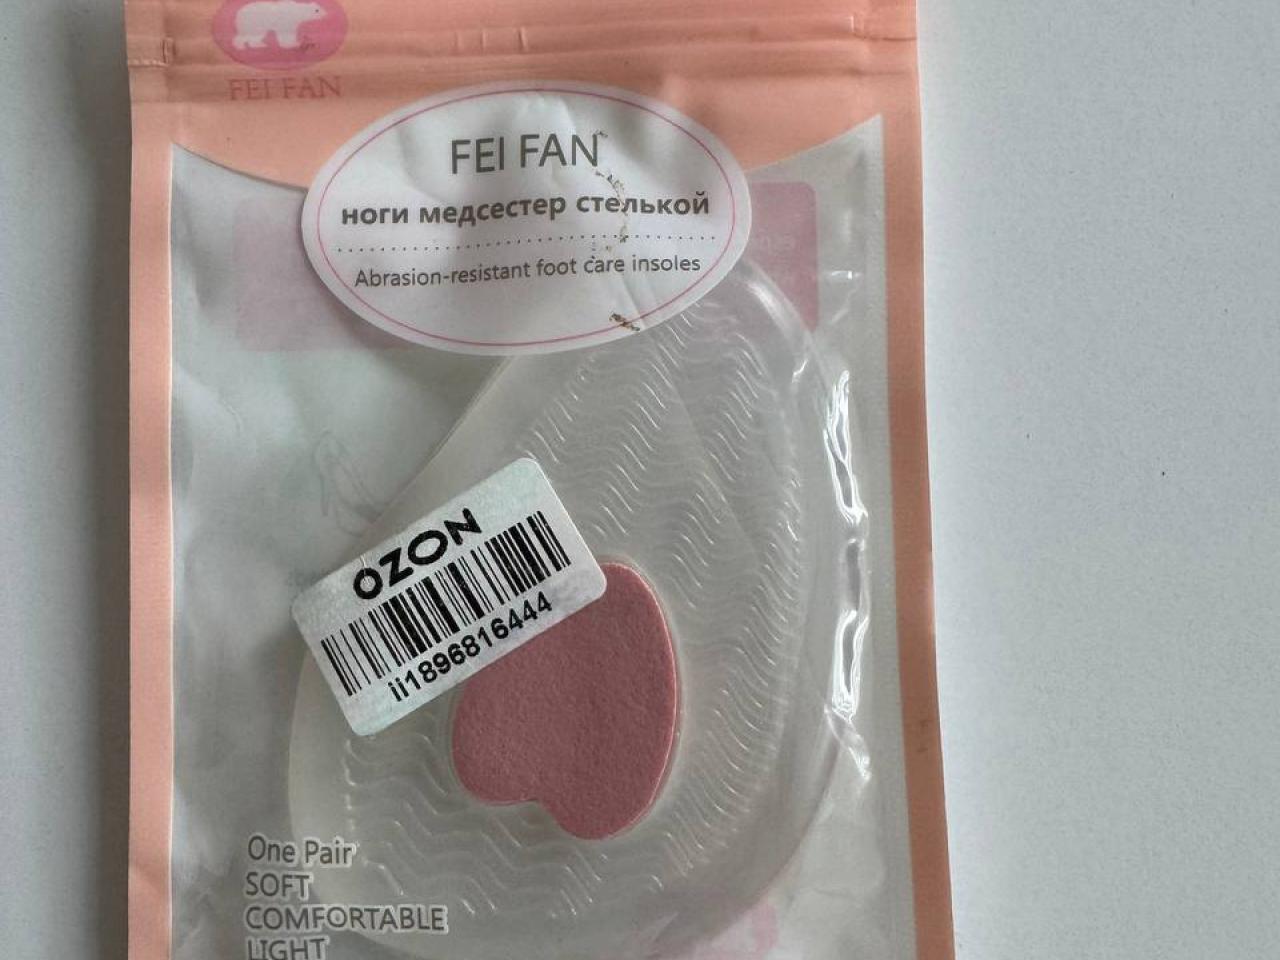 FEI FAN
FEI FAN
ноги медсестер стелькой
Abrasion-resistant foot care insoles
OZON
ii1896816444
One Pair
SOFT
COMFORTABLE
LIGHT